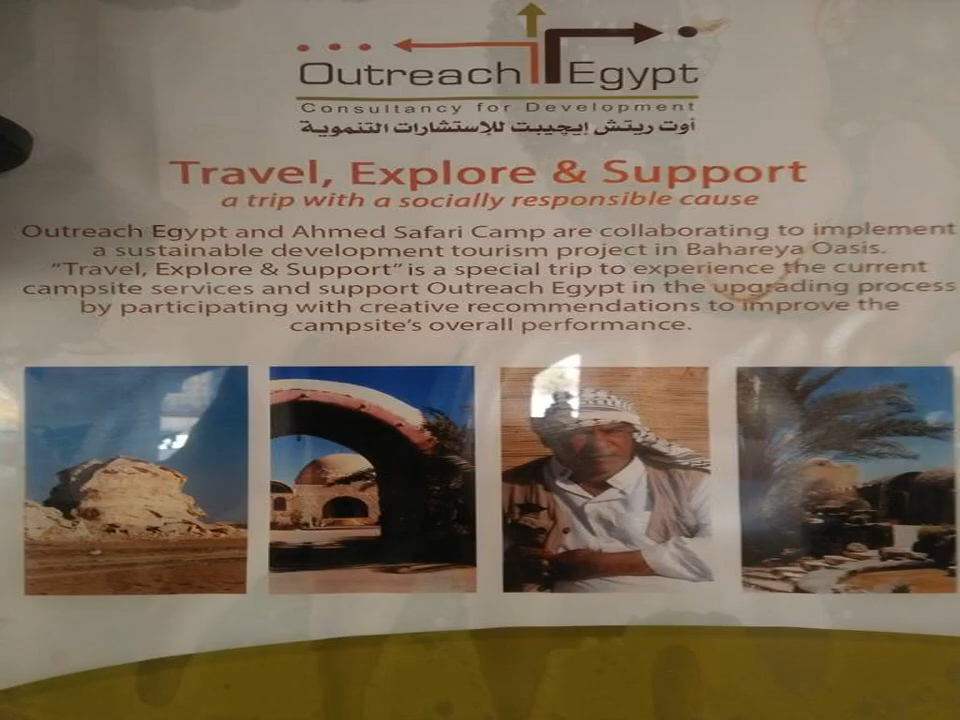 Outreach Egypt
Consultancy for Development
أوت ريتش إيجيبت للإستشارات التنموية
Travel, Explore & Support
a trip with a socially responsible cause
Outreach Egypt and Ahmed Safari Camp are collaborating to implement
a sustainable development tourism project in Bahareya Oasis.
"Travel, Explore & Support" is a special trip to experience the current
campsite services and support Outreach Egypt in the upgrading process
by participating with creative recommendations to improve the
campsite's overall performance.